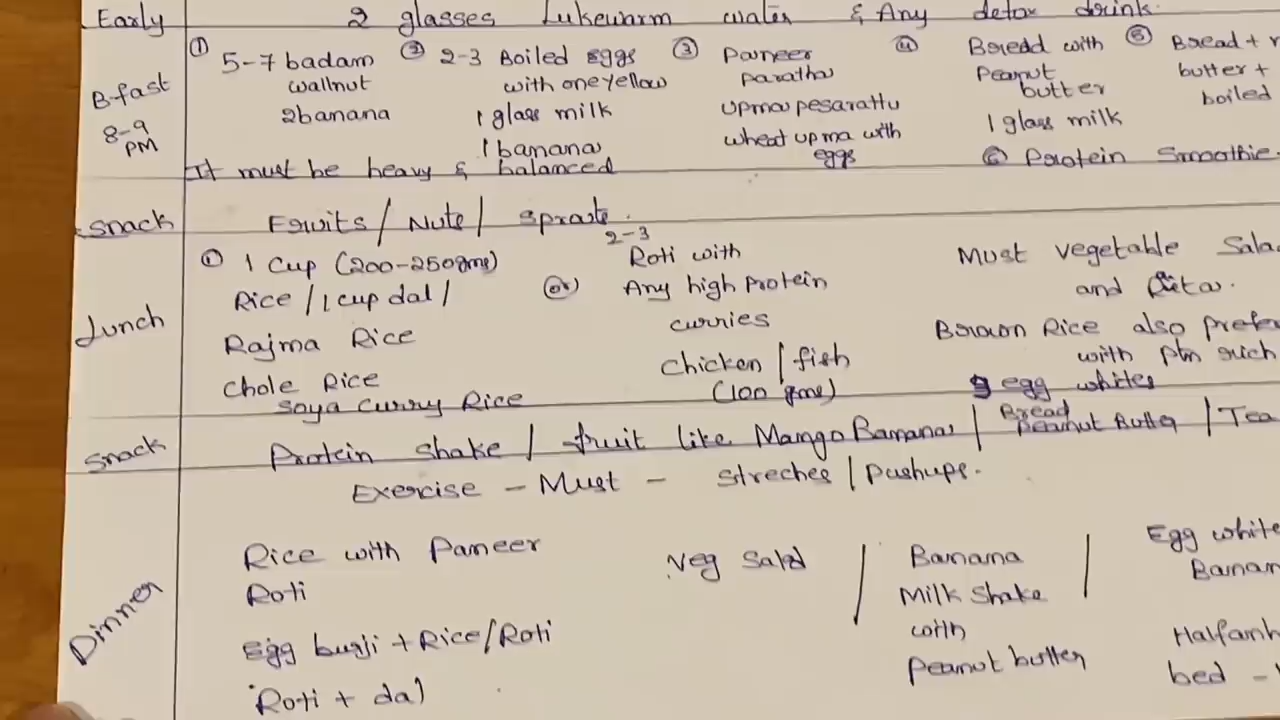 Early 2 glasses Lukewarm water & Any detox drink.
B-fast
8-9
PM
① 5-7 badam
wallnut
2banana
② 2-3 Boiled eggs
with one yellow
1 glass milk
1 banana
③ Paneer
paratha
upma pesarattu
wheat upma with
eggs
④ Bredd with
Peanut
butter
1 glass milk
⑤ Bread +
butter +
boiled
⑥ Protein Smoothie.
It must be heavy & balanced
Snack Fruits / Nuts / Sprouts.
Lunch
① 1 Cup (200-250gms)
Rice / 1 cup dal /
Rajma Rice
Chole Rice
Soya Curry Rice
(or)
2-3
Roti with
Any high protein
curries
Chicken / fish
(100 gms)
Must vegetable
and
Brown Rice also
with ptn rich
egg whites
Snack Protein shake / fruit like Mango Bananas / Bread Peanut Butter / Tea
Exercise - Must - Streches / Pushups.
Dinner
Rice with Paneer
Roti
Egg burji + Rice/Roti
Roti + dal
Veg Salad /
Banana /
Milk Shake
with
Peanut butter
Egg white
bed -